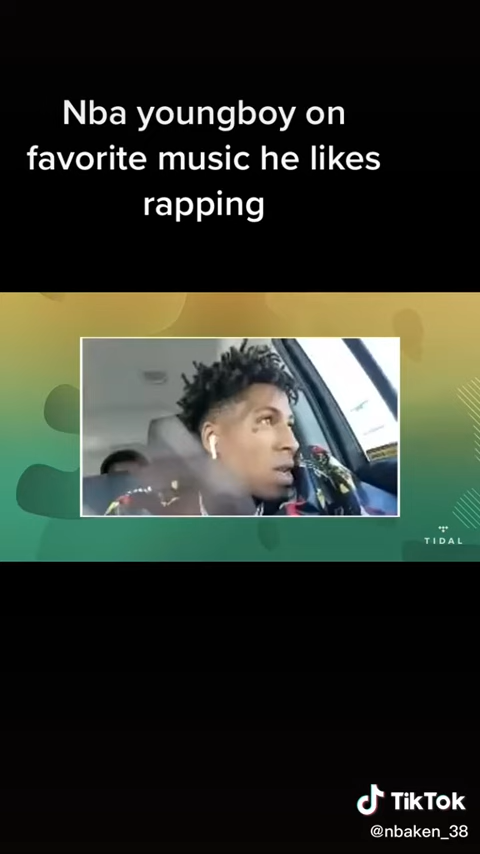 Nba youngboy on
favorite music he likes
rapping
TIDAL
TikTok
@nbaken_38